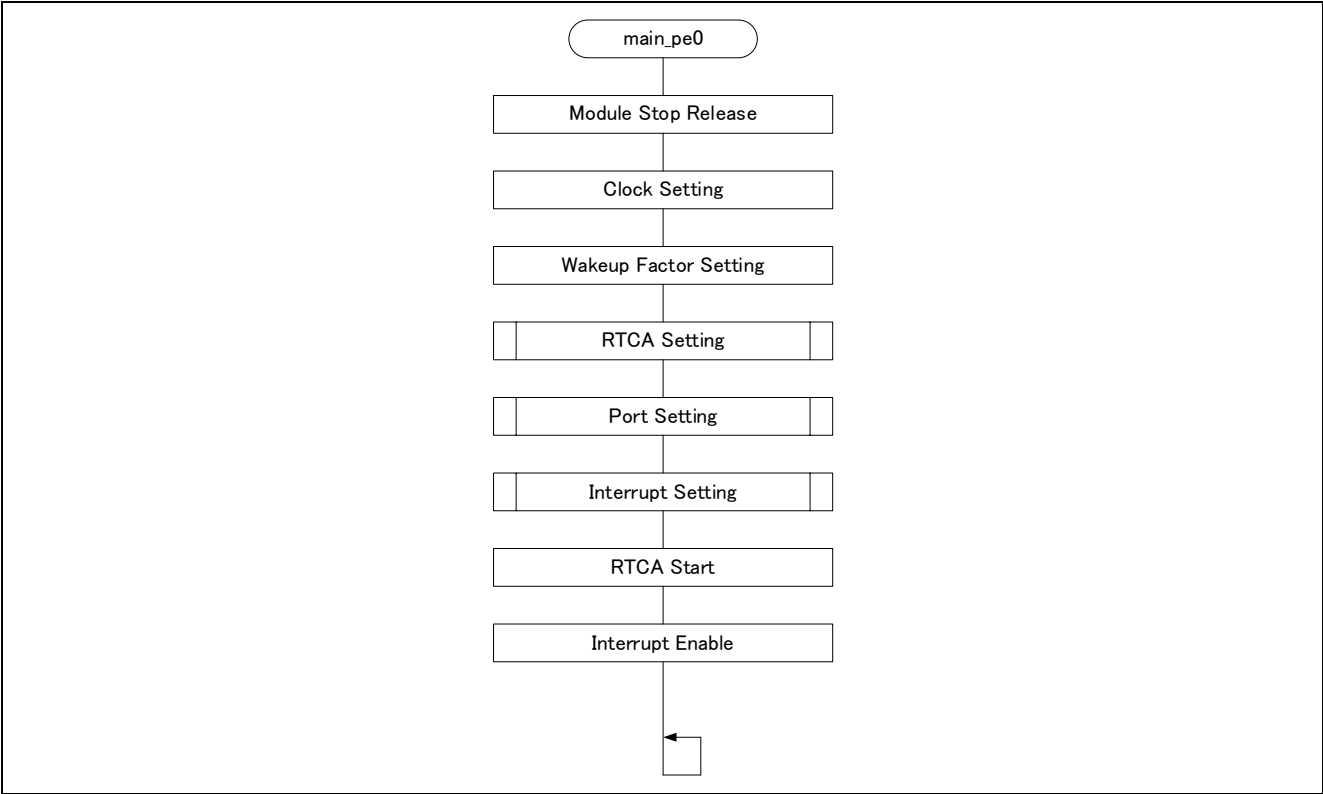 main_pe0
Module Stop Release
Clock Setting
Wakeup Factor Setting
RTCA Setting
Port Setting
Interrupt Setting
RTCA Start
Interrupt Enable